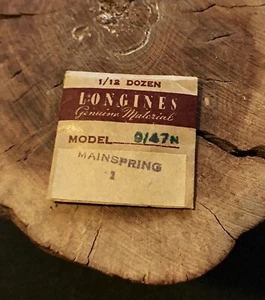 1/12 DOZEN
LONGINES
Genuine Material
MODEL 9/47N
MAINSPRING
1